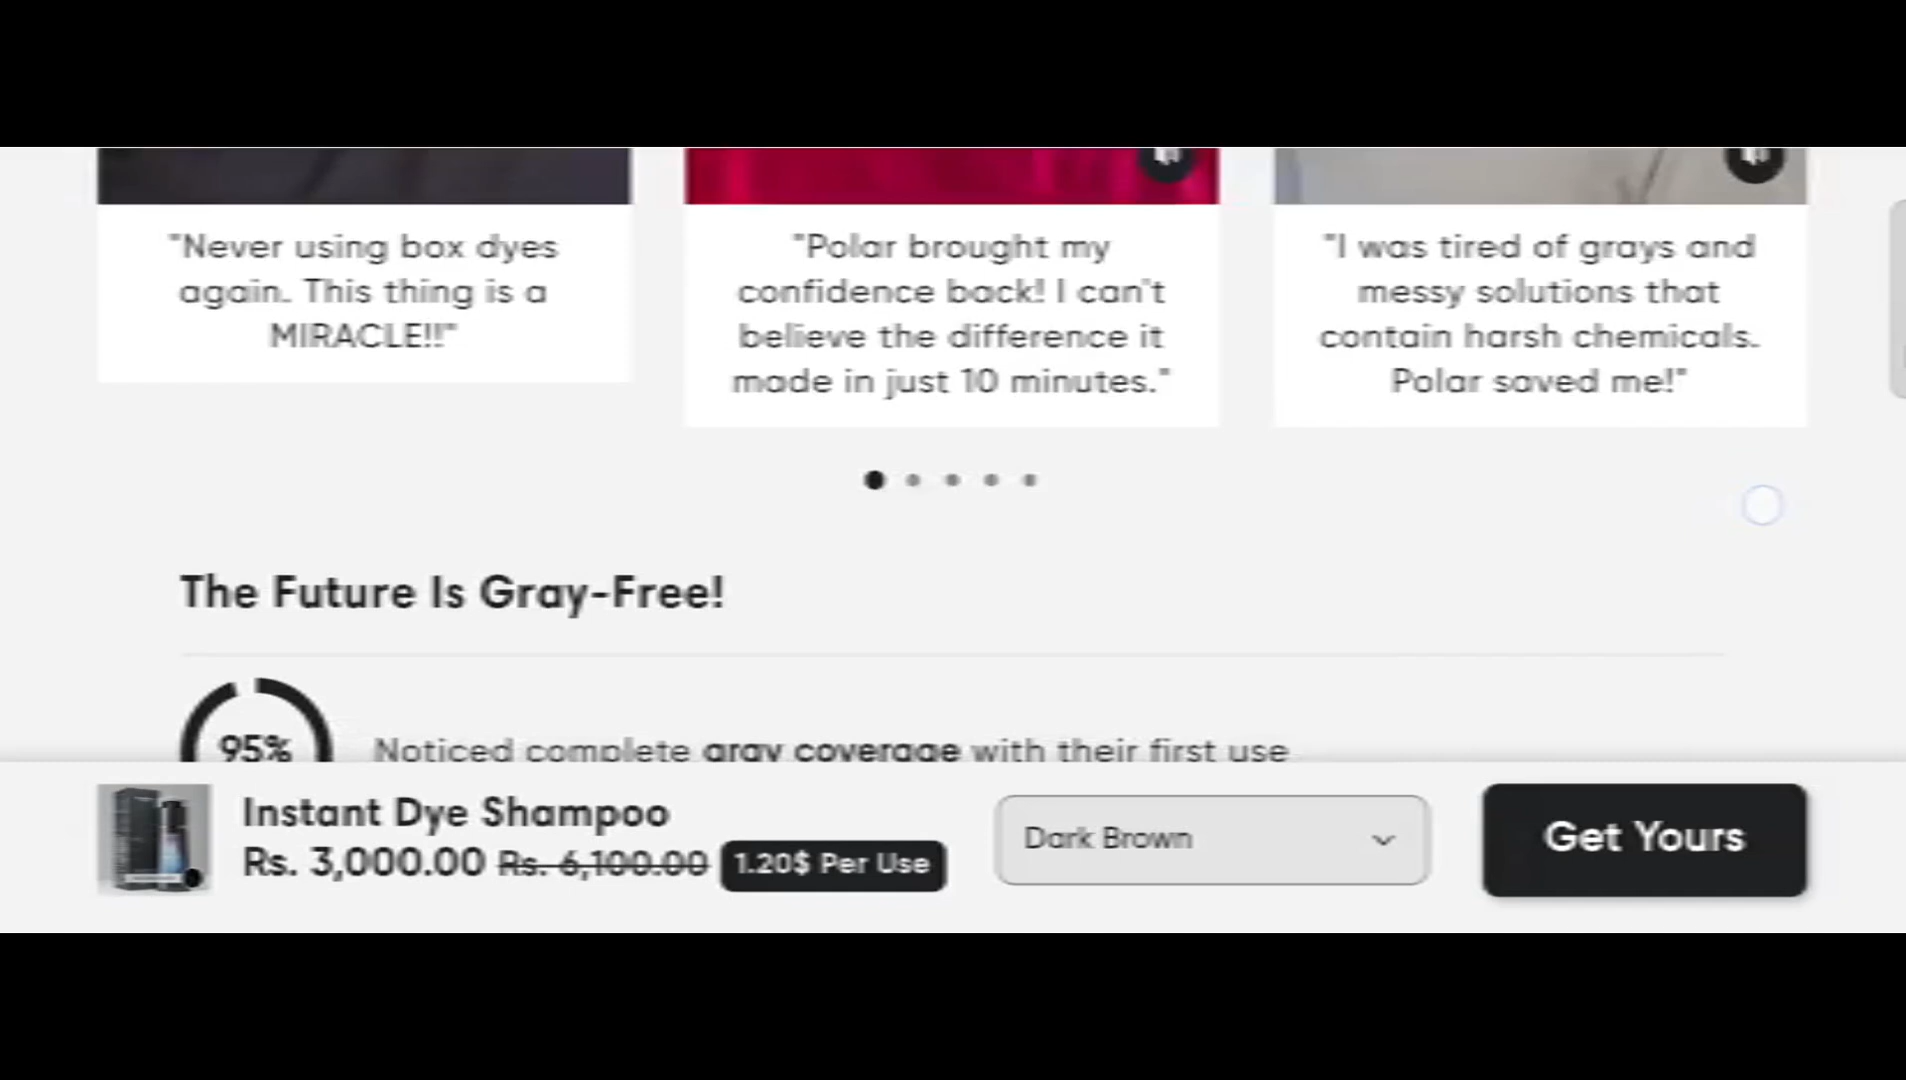 "Never using box dyes
again. This thing is a
MIRACLE!!"
"Polar brought my
confidence back! I can't
believe the difference it
made in just 10 minutes."
"I was tired of grays and
messy solutions that
contain harsh chemicals.
Polar saved me!"
The Future Is Gray-Free!
95%
Noticed complete gray coverage with their first use
Instant Dye Shampoo
Rs. 3,000.00 Rs. 6,100.00 1.20$ Per Use
Dark Brown
Get Yours